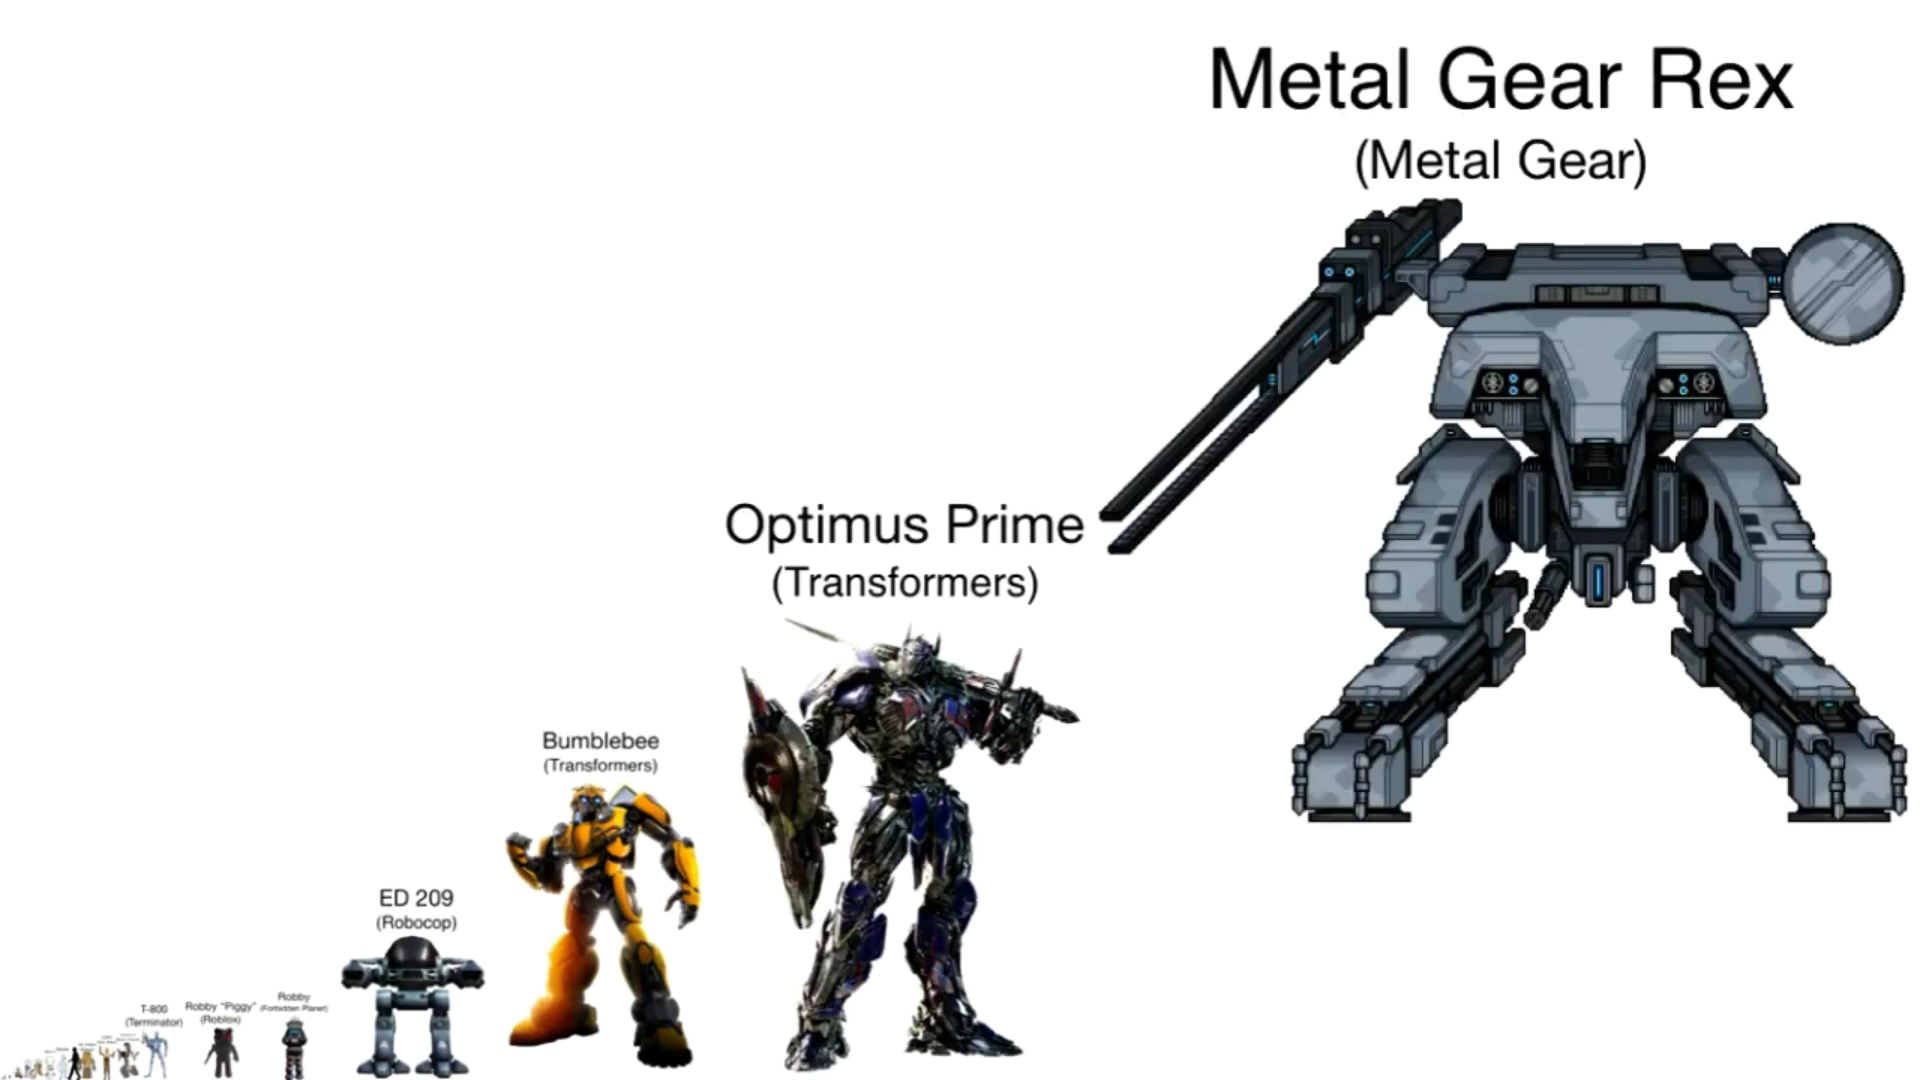 Metal Gear Rex
(Metal Gear)
Optimus Prime
(Transformers)
Bumblebee
(Transformers)
ED 209
(Robocop)
Robby
(Forbidden Planet)
Robby "Piggy"
(Roblox)
T-800
(Terminator)